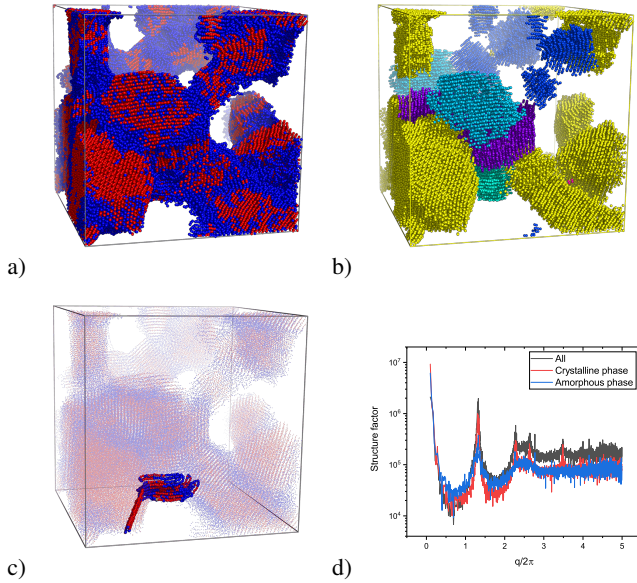 a)
b)
c)
d)
All
Crystalline phase
Amorphous phase
Structure factor
10^7
10^6
10^5
10^4
0 1 2 3 4 5
q/2π